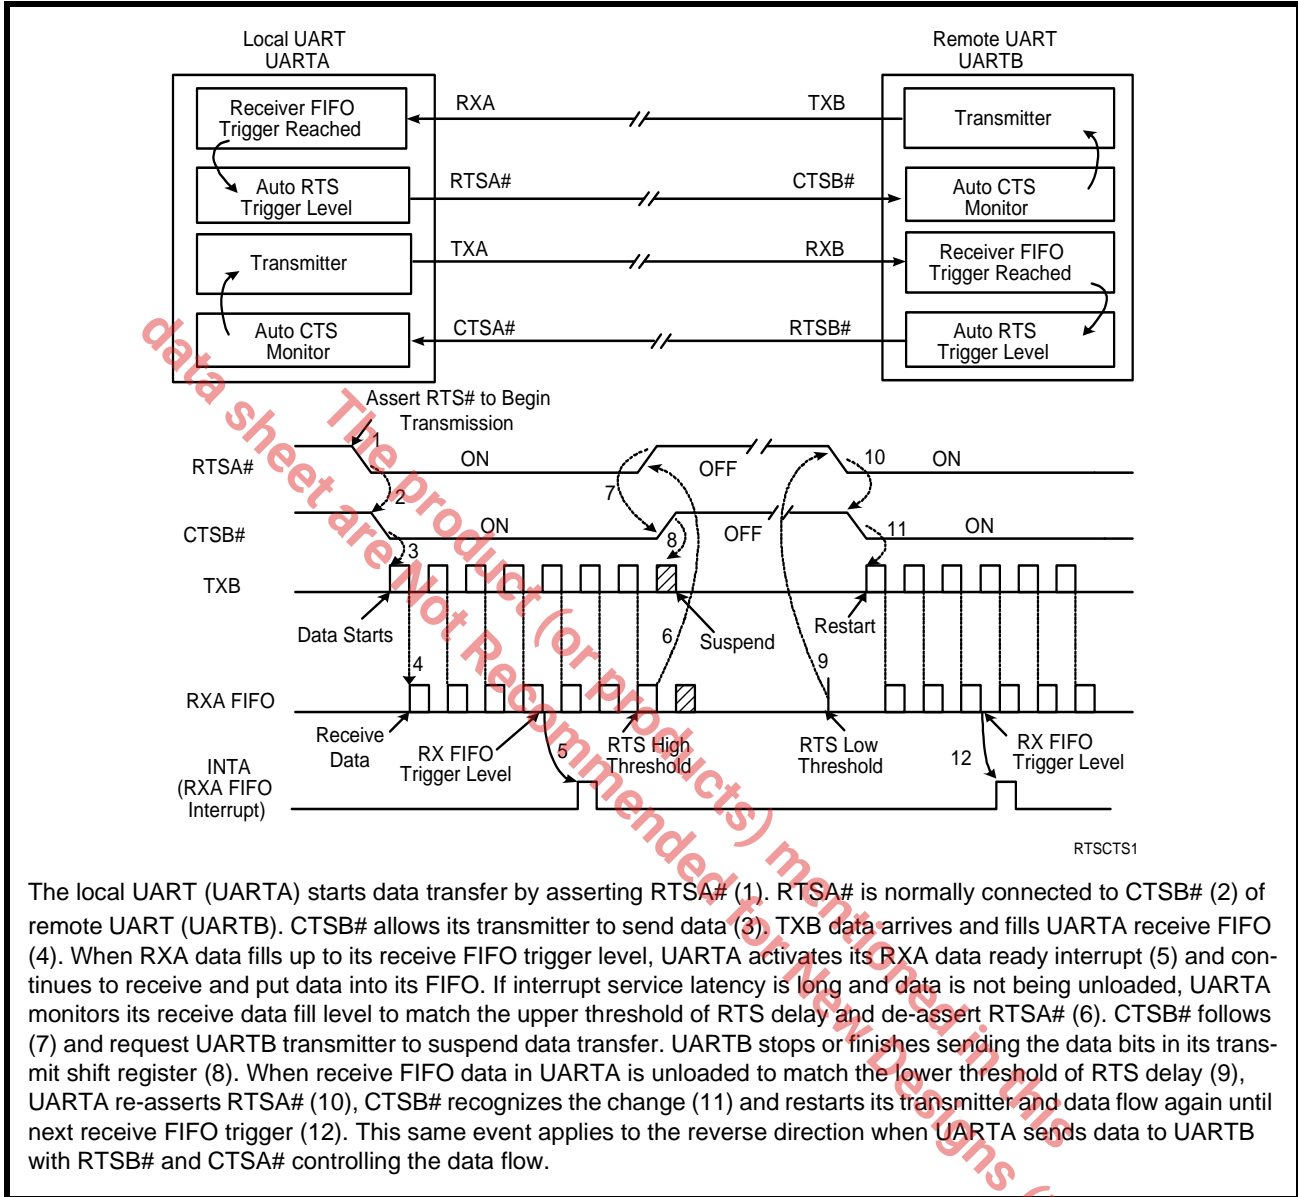 Local UART
UARTA
Remote UART
UARTB
Receiver FIFO
Trigger Reached
RXA
TXB
Transmitter
Auto RTS
Trigger Level
RTSA#
CTSB#
Auto CTS
Monitor
Transmitter
TXA
RXB
Receiver FIFO
Trigger Reached
Auto CTS
Monitor
CTSA#
RTSB#
Auto RTS
Trigger Level
Assert RTS# to Begin
Transmission
1
RTSA#
ON
OFF
10
ON
2
7
CTSB#
ON
8
OFF
11
ON
3
TXB
Data Starts
Suspend
Restart
4
6
9
RXA FIFO
Receive
Data
RX FIFO
Trigger Level
5
RTS High
Threshold
RTS Low
Threshold
12
RX FIFO
Trigger Level
INTA
(RXA FIFO
Interrupt)
RTSCTS1
The local UART (UARTA) starts data transfer by asserting RTSA# (1). RTSA# is normally connected to CTSB# (2) of
remote UART (UARTB). CTSB# allows its transmitter to send data (3). TXB data arrives and fills UARTA receive FIFO
(4). When RXA data fills up to its receive FIFO trigger level, UARTA activates its RXA data ready interrupt (5) and con-
tinues to receive and put data into its FIFO. If interrupt service latency is long and data is not being unloaded, UARTA
monitors its receive data fill level to match the upper threshold of RTS delay and de-assert RTSA# (6). CTSB# follows
(7) and request UARTB transmitter to suspend data transfer. UARTB stops or finishes sending the data bits in its trans-
mit shift register (8). When receive FIFO data in UARTA is unloaded to match the lower threshold of RTS delay (9),
UARTA re-asserts RTSA# (10), CTSB# recognizes the change (11) and restarts its transmitter and data flow again until
next receive FIFO trigger (12). This same event applies to the reverse direction when UARTA sends data to UARTB
with RTSB# and CTSA# controlling the data flow.
The product (or products) mentioned in this
data sheet are Not Recommended for New Designs (